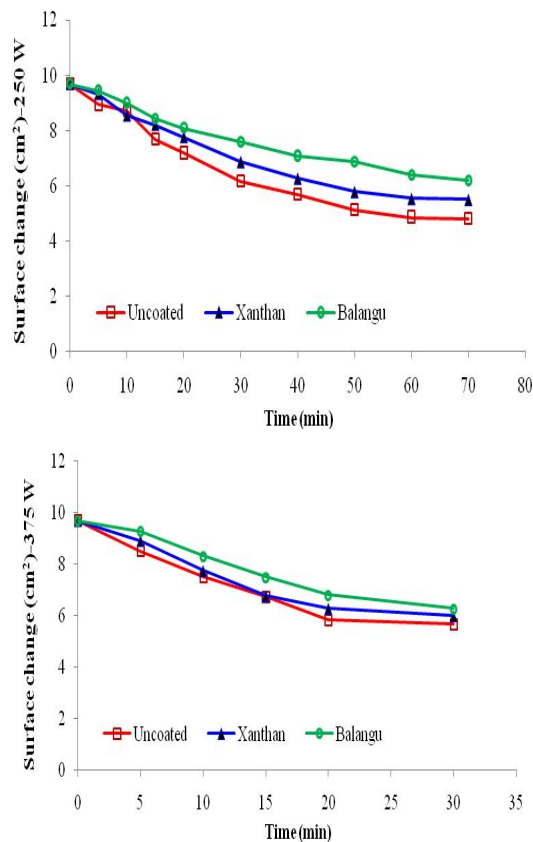 Surface change (cm²)-250 W
12
10
8
6
4
2
0
Uncoated Xanthan Balangu
0 10 20 30 40 50 60 70 80
Time (min)
Surface change (cm²)-375 W
12
10
8
6
4
2
0
Uncoated Xanthan Balangu
0 5 10 15 20 25 30 35
Time (min)